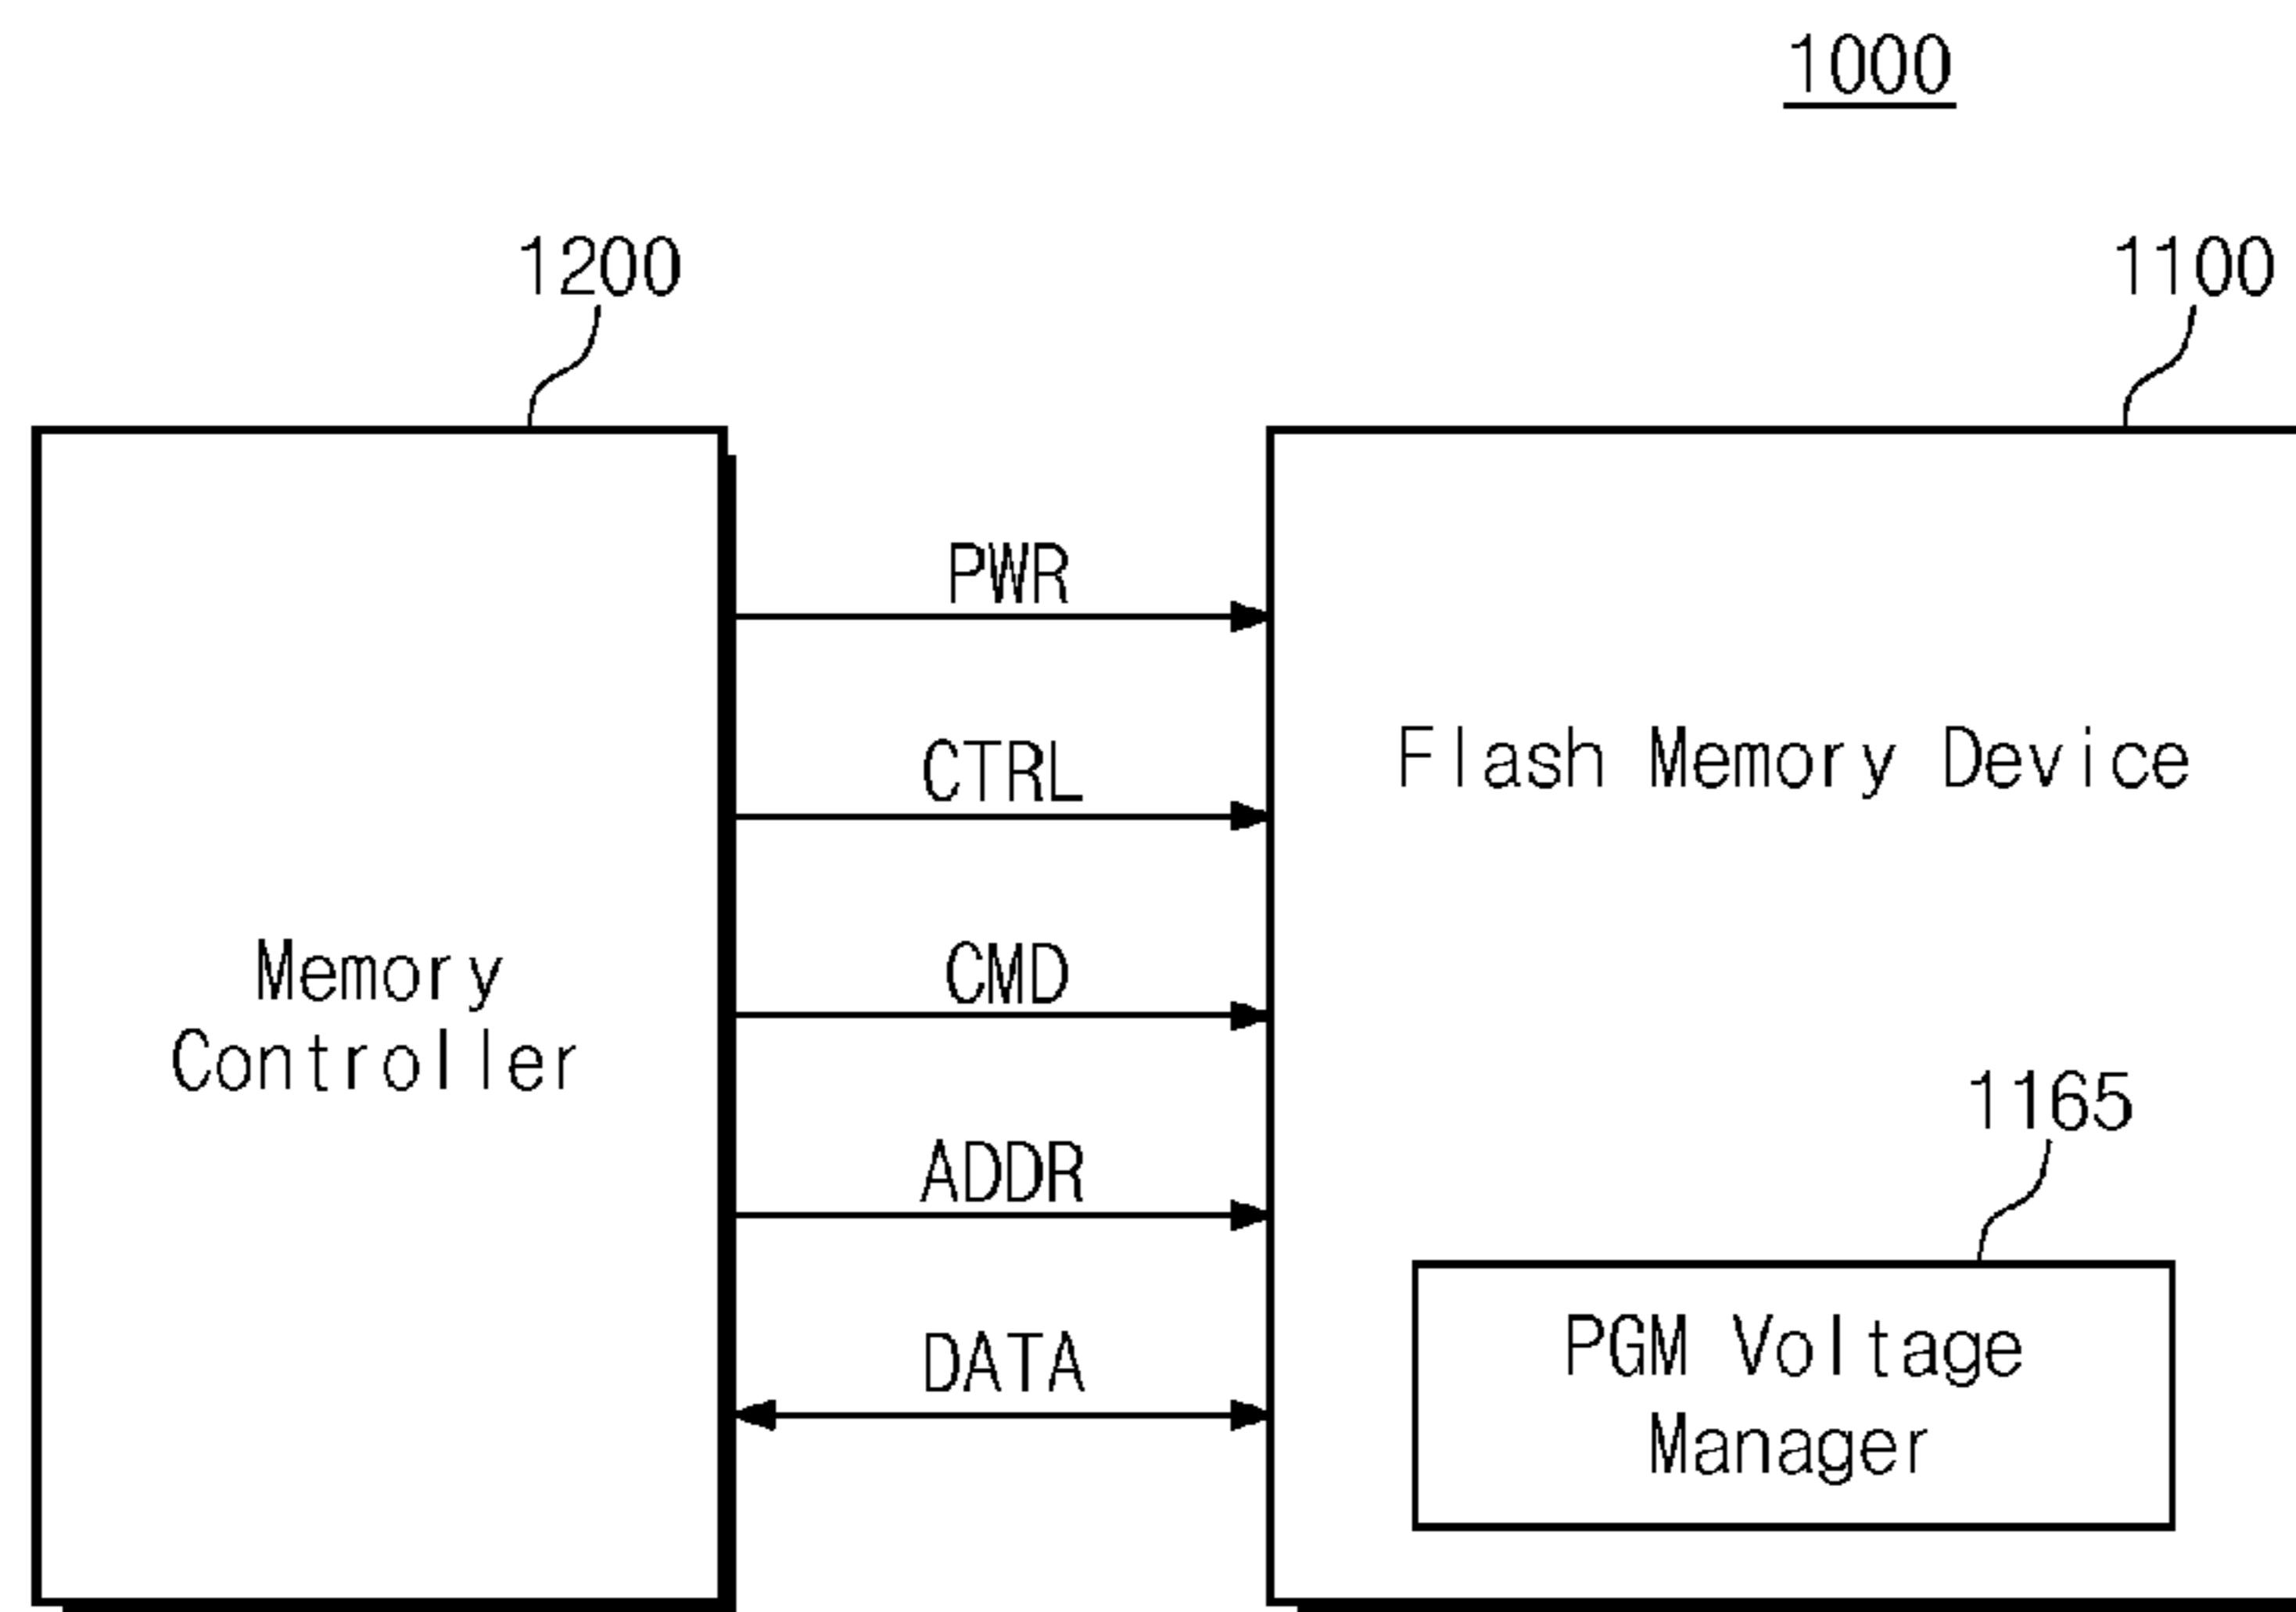 1000
1200
1100
PWR
CTRL
Flash Memory Device
CMD
Memory
Controller
ADDR
1165
DATA
PGM Voltage
Manager